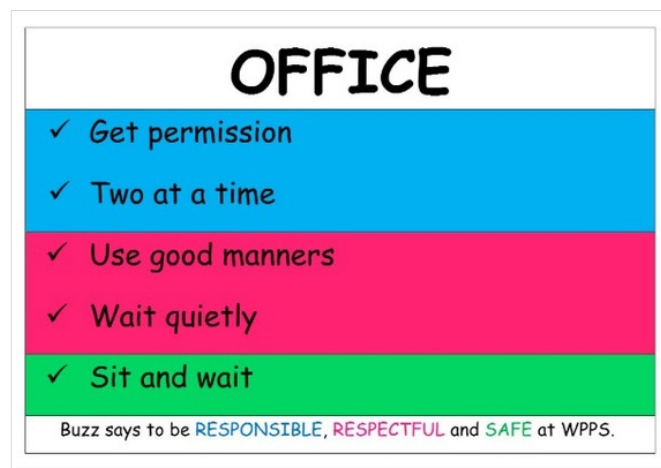 OFFICE
✓ Get permission
✓ Two at a time
✓ Use good manners
✓ Wait quietly
✓ Sit and wait
Buzz says to be RESPONSIBLE, RESPECTFUL and SAFE at WPPS.